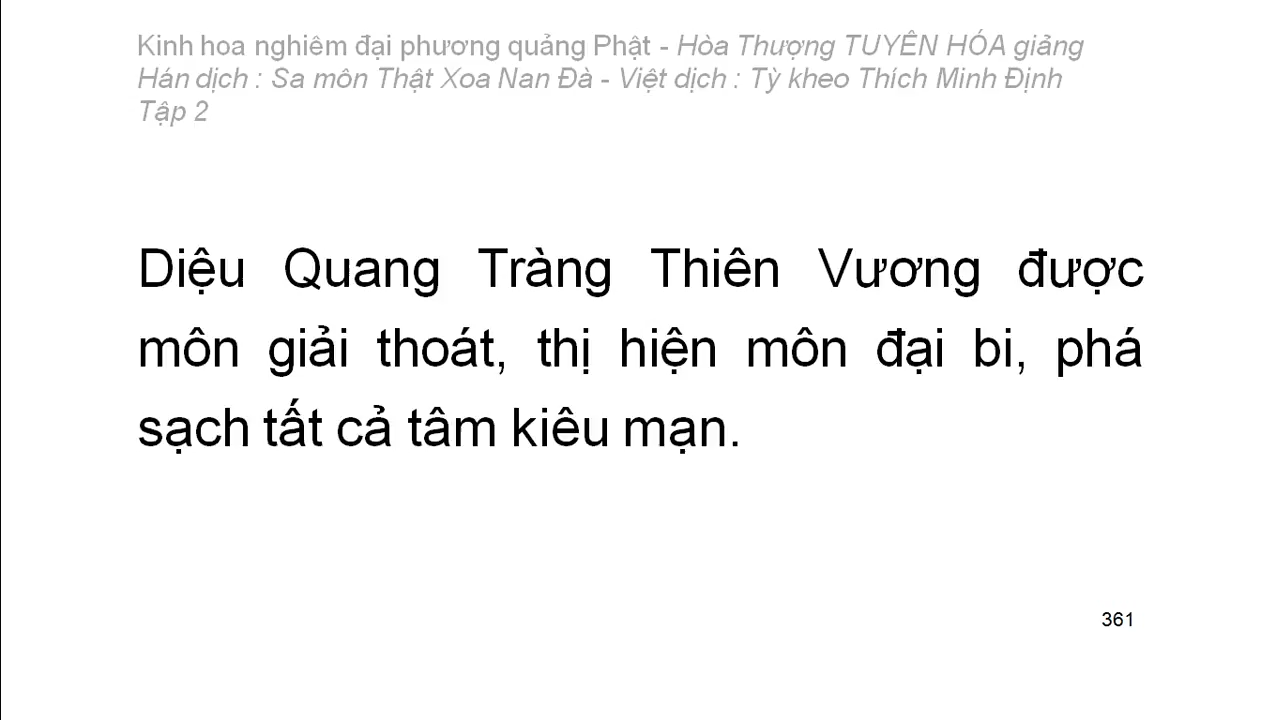 Kinh hoa nghiêm đại phương quảng Phật - Hòa Thượng TUYÊN HÓA giảng
Hán dịch : Sa môn Thật Xoa Nan Đà - Việt dịch : Tỳ kheo Thích Minh Định
Tập 2
Diệu Quang Tràng Thiên Vương được
môn giải thoát, thị hiện môn đại bi, phá
sạch tất cả tâm kiêu mạn.
361